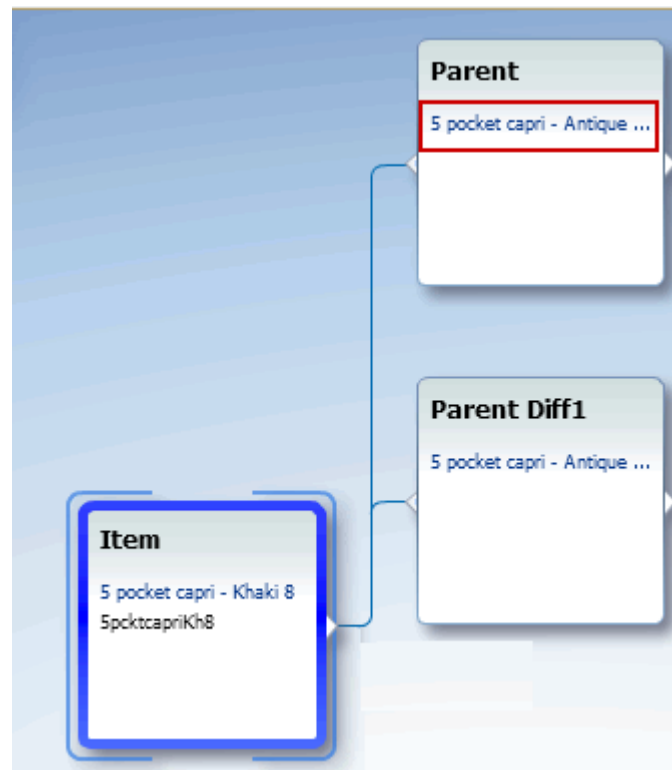 Parent
5 pocket capri - Antique ...
Parent Diff1
5 pocket capri - Antique ...
Item
5 pocket capri - Khaki 8
5pcktcapriKh8